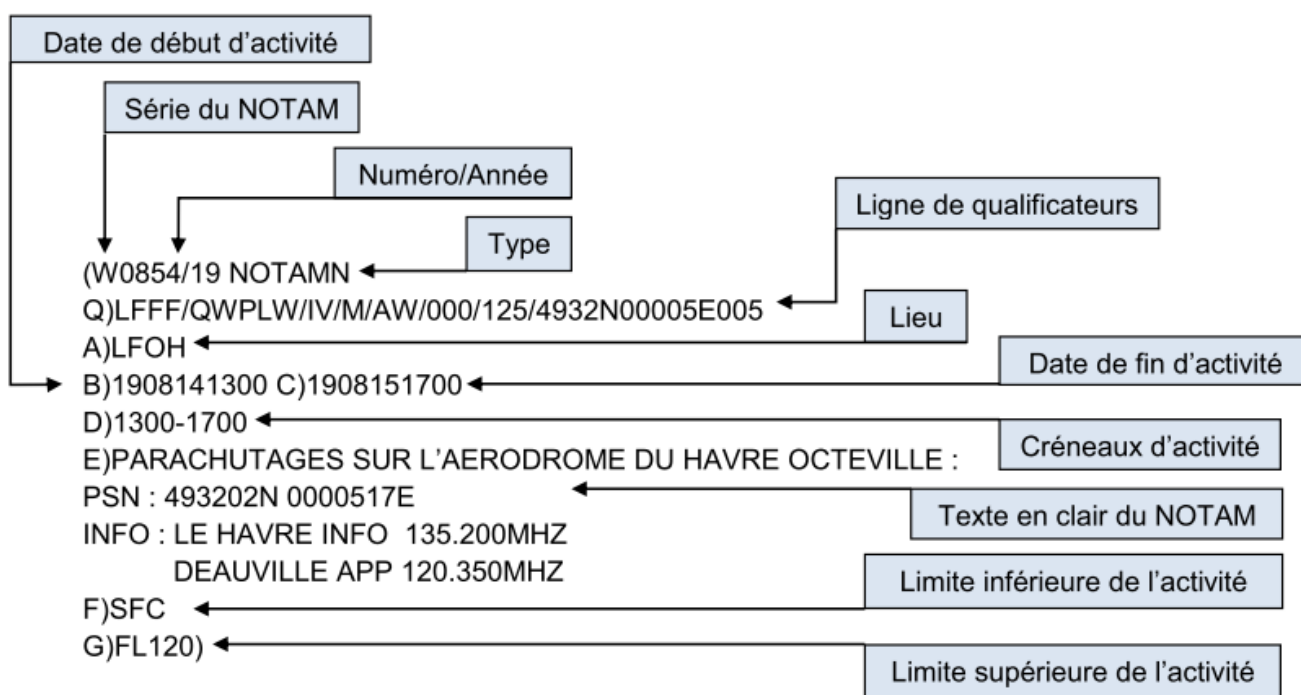 Date de début d'activité
Série du NOTAM
Numéro/Année
Ligne de qualificateurs
Type
(W0854/19 NOTAMN
Q)LFFF/QWPLW/IV/M/AW/000/125/4932N00005E005
Lieu
A)LFOH
Date de fin d'activité
B)1908141300 C)1908151700
D)1300-1700
Créneaux d'activité
E)PARACHUTAGES SUR L'AERODROME DU HAVRE OCTEVILLE :
PSN : 493202N 0000517E
Texte en clair du NOTAM
INFO : LE HAVRE INFO 135.200MHZ
DEAUVILLE APP 120.350MHZ
Limite inférieure de l'activité
F)SFC
G)FL120)
Limite supérieure de l'activité